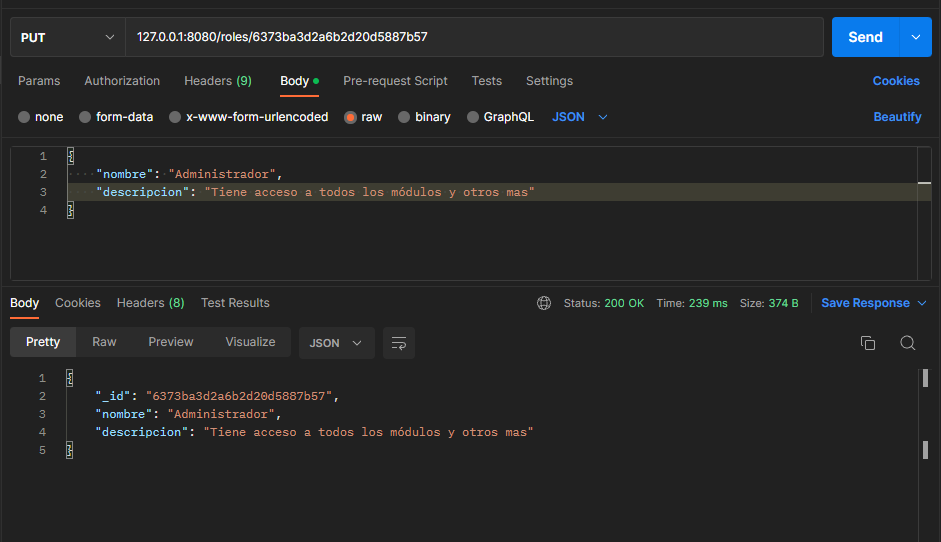 PUT 127.0.0.1:8080/roles/6373ba3d2a6b2d20d5887b57 Send
Params Authorization Headers (9) Body Pre-request Script Tests Settings Cookies
none form-data x-www-form-urlencoded raw binary GraphQL JSON Beautify
1 {
2 "nombre": "Administrador",
3 "descripcion": "Tiene acceso a todos los módulos y otros mas"
4 }
Body Cookies Headers (8) Test Results Status: 200 OK Time: 239 ms Size: 374 B Save Response
Pretty Raw Preview Visualize JSON
1 {
2 "_id": "6373ba3d2a6b2d20d5887b57",
3 "nombre": "Administrador",
4 "descripcion": "Tiene acceso a todos los módulos y otros mas"
5 }